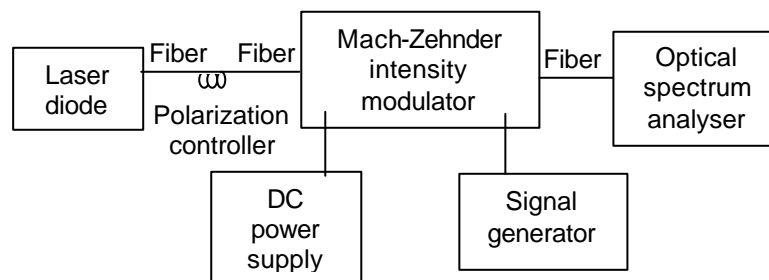 Laser
diode
Fiber
Fiber
Polarization
controller
Mach-Zehnder
intensity
modulator
Fiber
Optical
spectrum
analyser
DC
power
supply
Signal
generator